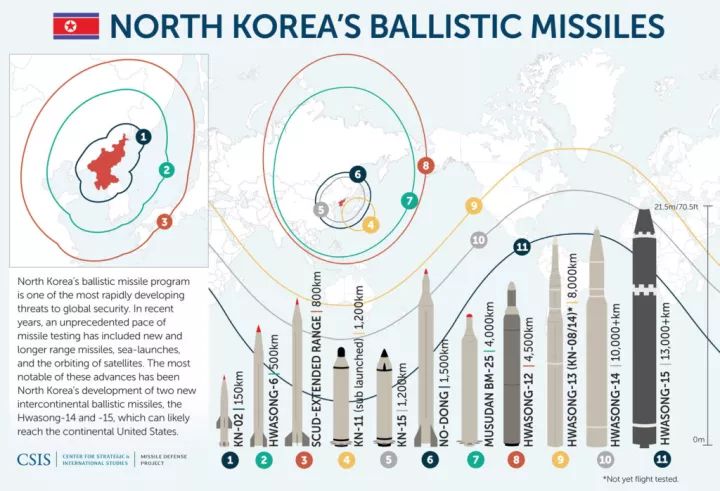 NORTH KOREA'S BALLISTIC MISSILES
1
2
3
North Korea's ballistic missile program
is one of the most rapidly developing
threats to global security. In recent
years, an unprecedented pace of
missile testing has included new and
longer range missiles, sea-launches,
and the orbiting of satellites. The most
notable of these advances has been
North Korea's development of two new
intercontinental ballistic missiles, the
Hwasong-14 and -15, which can likely
reach the continental United States.
CSIS | CENTER FOR STRATEGIC &
INTERNATIONAL STUDIES
MISSILE DEFENSE
PROJECT
6
5
4
7
8
9
10
11
21.5m/70.5ft
0m
KN-02 | 150km
HWASONG-6 | 500km
SCUD-EXTENDED RANGE | 800km
KN-11 (sub launched) | 1,200km
KN-15 | 1,200km
NO-DONG | 1,500km
MUSUDAN BM-25 | 4,000km
HWASONG-12 | 4,500km
HWASONG-13 (KN-08/14)* | 8,000km
HWASONG-14 | 10,000+km
HWASONG-15 | 13,000+km
1
2
3
4
5
6
7
8
9
10
11
*Not yet flight tested.